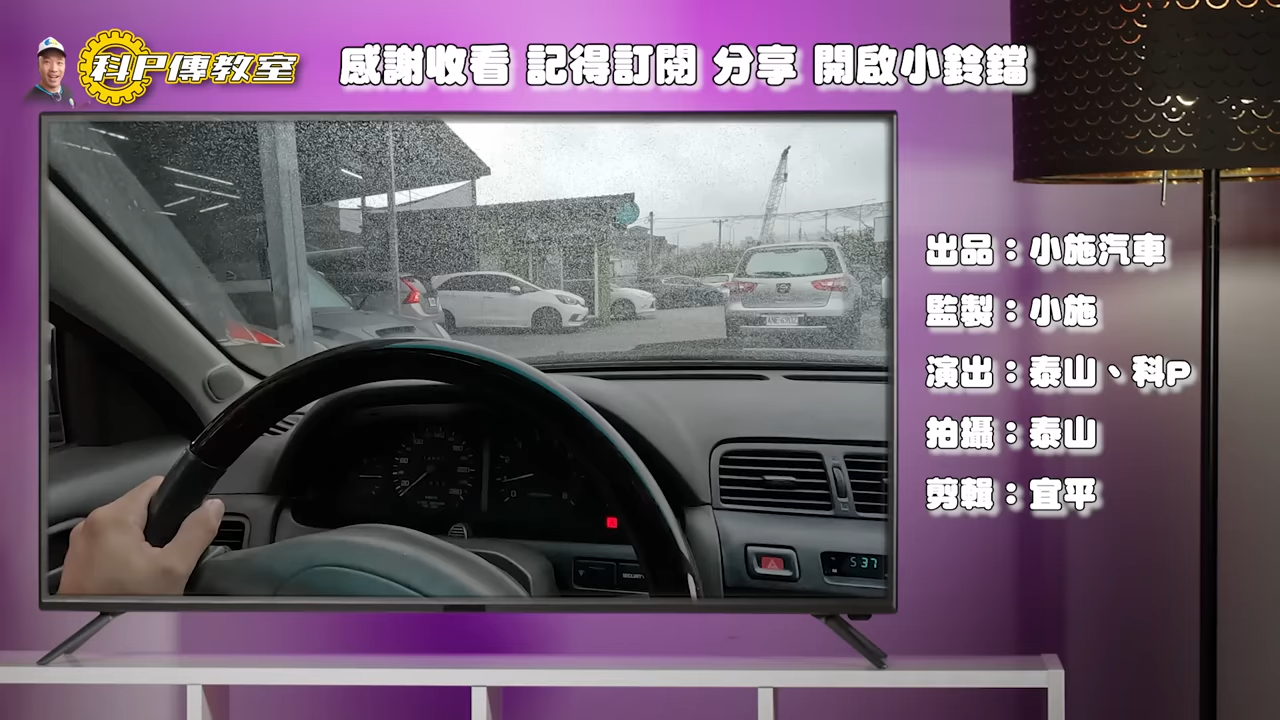 科P傳教室
感謝收看 記得訂閱 分享 開啟小鈴鐺
出品：小施汽車
監製：小施
演出：泰山、科P
拍攝：泰山
剪輯：宜平
5:37